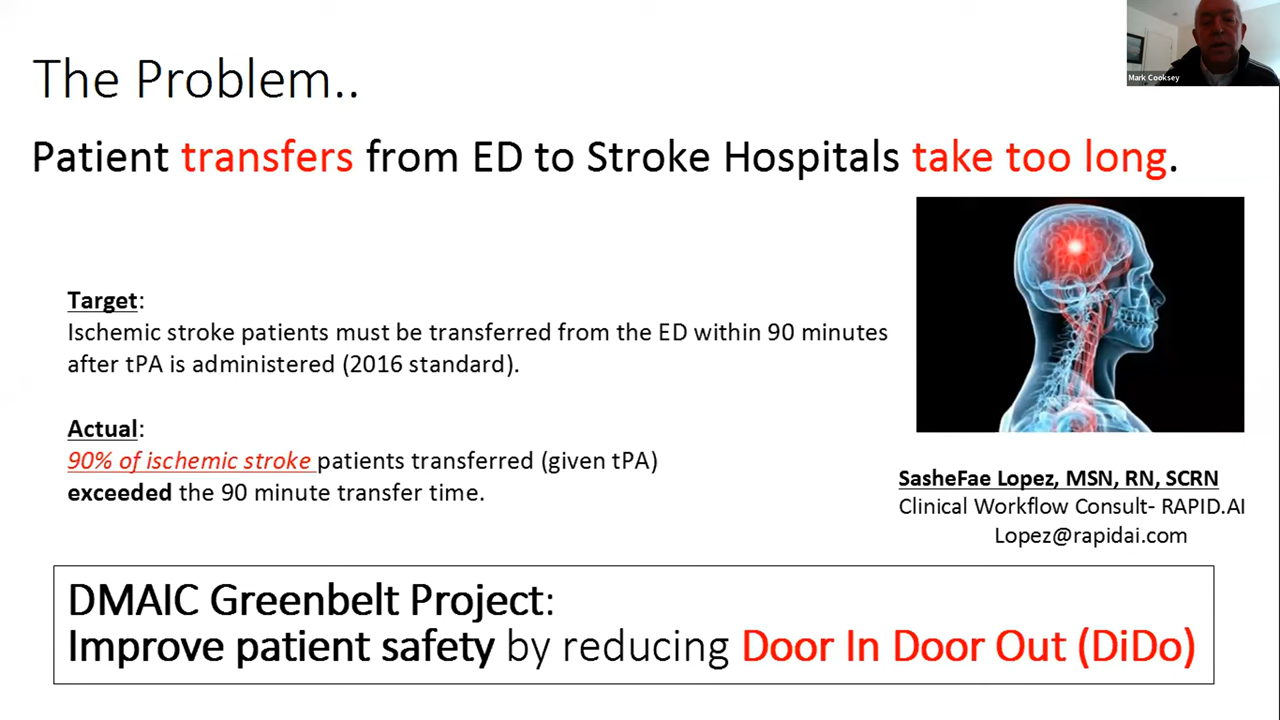 Mark Cooksey
The Problem..
Patient transfers from ED to Stroke Hospitals take too long.
Target:
Ischemic stroke patients must be transferred from the ED within 90 minutes
after tPA is administered (2016 standard).
Actual:
90% of ischemic stroke patients transferred (given tPA)
exceeded the 90 minute transfer time.
SasheFae Lopez, MSN, RN, SCRN
Clinical Workflow Consult- RAPID.AI
Lopez@rapidai.com
DMAIC Greenbelt Project:
Improve patient safety by reducing Door In Door Out (DiDo)